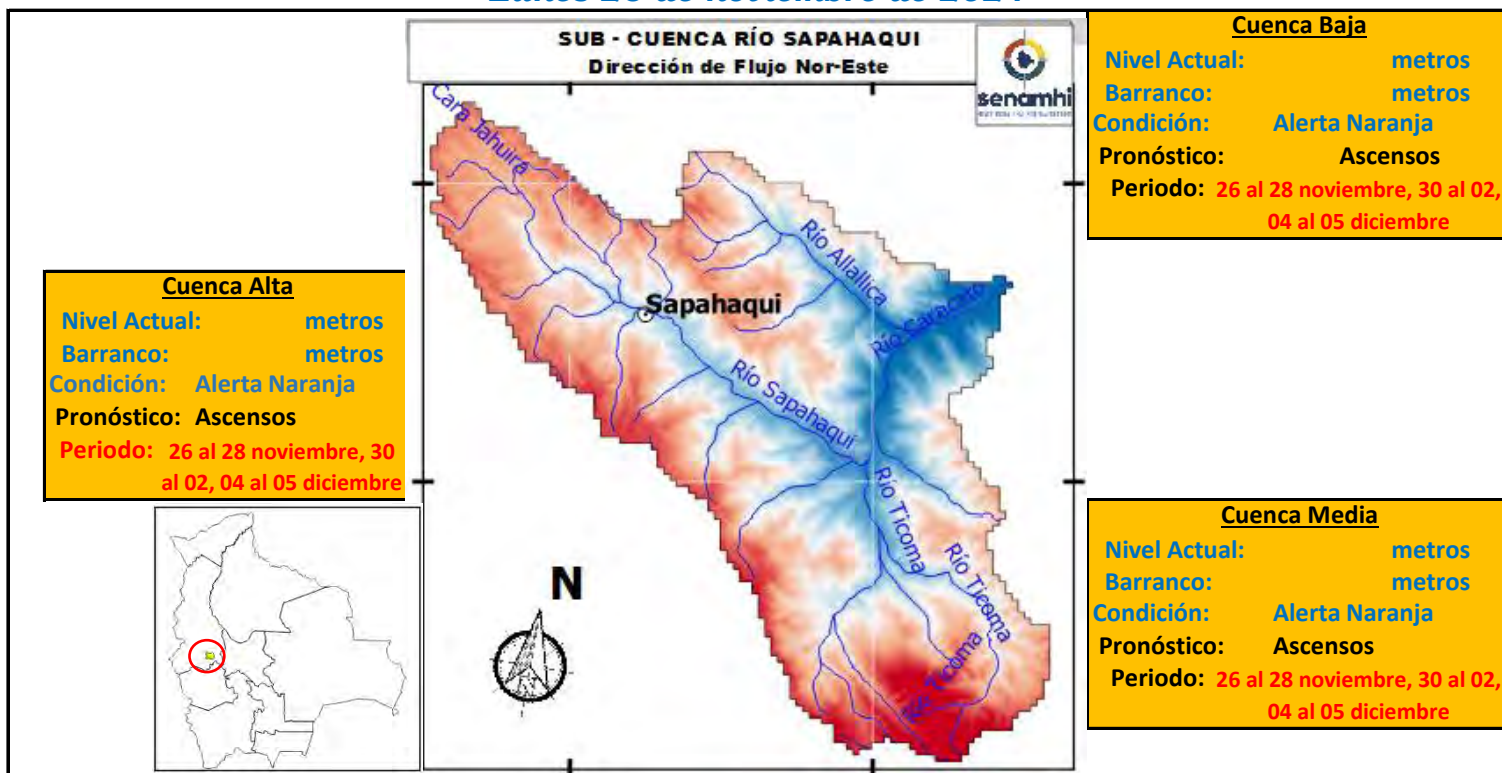 SUB - CUENCA RÍO SAPAHAQUI
Dirección de Flujo Nor-Este
senamhi
Cuenca Baja
Nivel Actual: metros
Barranco: metros
Condición: Alerta Naranja
Pronóstico: Ascensos
Periodo: 26 al 28 noviembre, 30 al 02,
04 al 05 diciembre
Cuenca Alta
Nivel Actual: metros
Barranco: metros
Condición: Alerta Naranja
Pronóstico: Ascensos
Periodo: 26 al 28 noviembre, 30
al 02, 04 al 05 diciembre
Cara Jahuira
Río Allallica
Río Caracato
Sapahaqui
Río Sapahaqui
Río Ticoma
Río Ticoma
Río Ticoma
N
Cuenca Media
Nivel Actual: metros
Barranco: metros
Condición: Alerta Naranja
Pronóstico: Ascensos
Periodo: 26 al 28 noviembre, 30 al 02,
04 al 05 diciembre